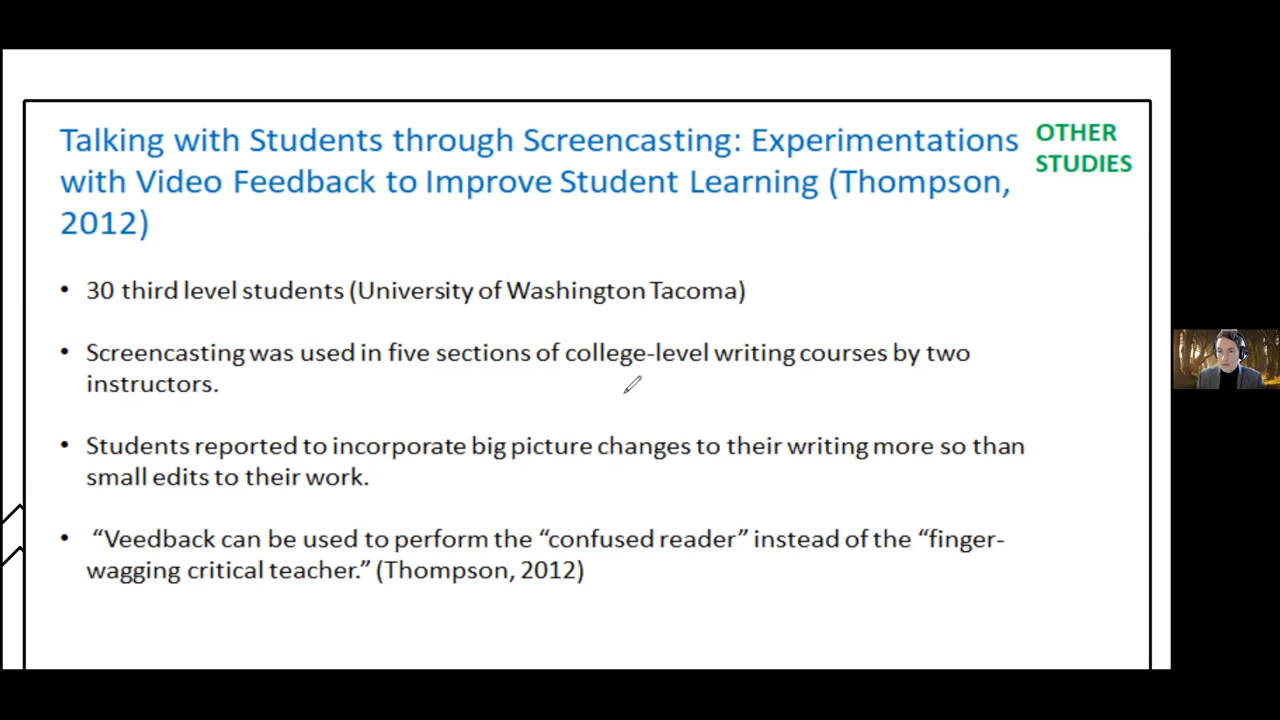 Talking with Students through Screencasting: Experimentations
with Video Feedback to Improve Student Learning (Thompson,
2012)
OTHER
STUDIES
• 30 third level students (University of Washington Tacoma)
• Screencasting was used in five sections of college-level writing courses by two
instructors.
• Students reported to incorporate big picture changes to their writing more so than
small edits to their work.
• “Veedback can be used to perform the “confused reader” instead of the “finger-
wagging critical teacher.” (Thompson, 2012)